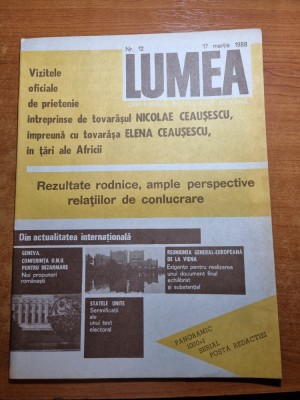 Nr. 12
17 martie 1988
LUMEA
Vizitele
oficiale
de prietenie
întreprinse de tovarășul NICOLAE CEAUȘESCU,
împreună cu tovarășa ELENA CEAUȘESCU,
în țări ale Africii
Rezultate rodnice, ample perspective
relațiilor de conlucrare
Din actualitatea internațională
GENEVA.
CONFERINȚA O.N.U.
PENTRU DEZARMARE
Noi propuneri
românești
REUNIUNEA GENERAL-EUROPEANĂ
DE LA VIENA
Exigențe pentru realizarea
unui document final
echilibrat
și substanțial
STATELE UNITE
Semnificații
ale
unui test
electoral
PANORAMIC
1000+1
SERIAL
POȘTA REDACȚIEI